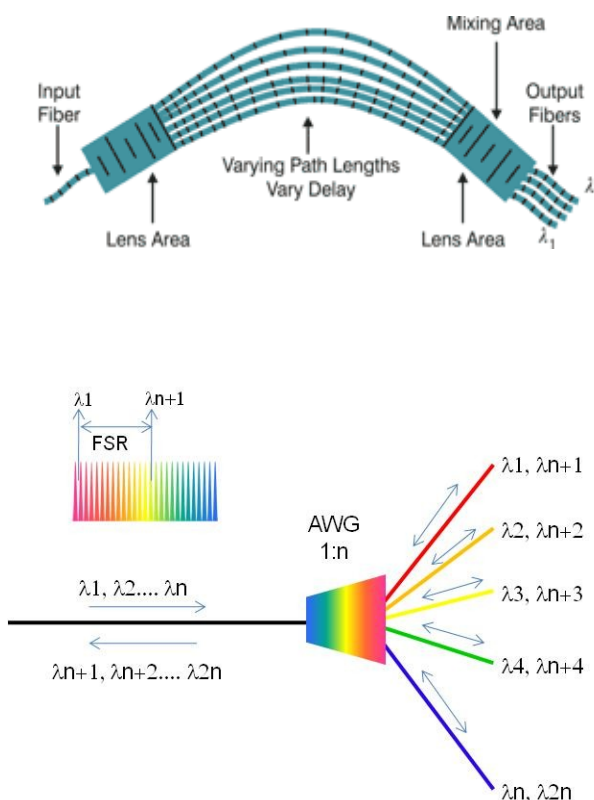 Mixing Area
Input
Fiber
Output
Fibers
Varying Path Lengths
Vary Delay
λ
Lens Area
Lens Area
λ1
λ1
λn+1
FSR
AWG
1:n
λ1, λn+1
λ2, λn+2
λ1, λ2.... λn
λ3, λn+3
λn+1, λn+2.... λ2n
λ4, λn+4
λn, λ2n